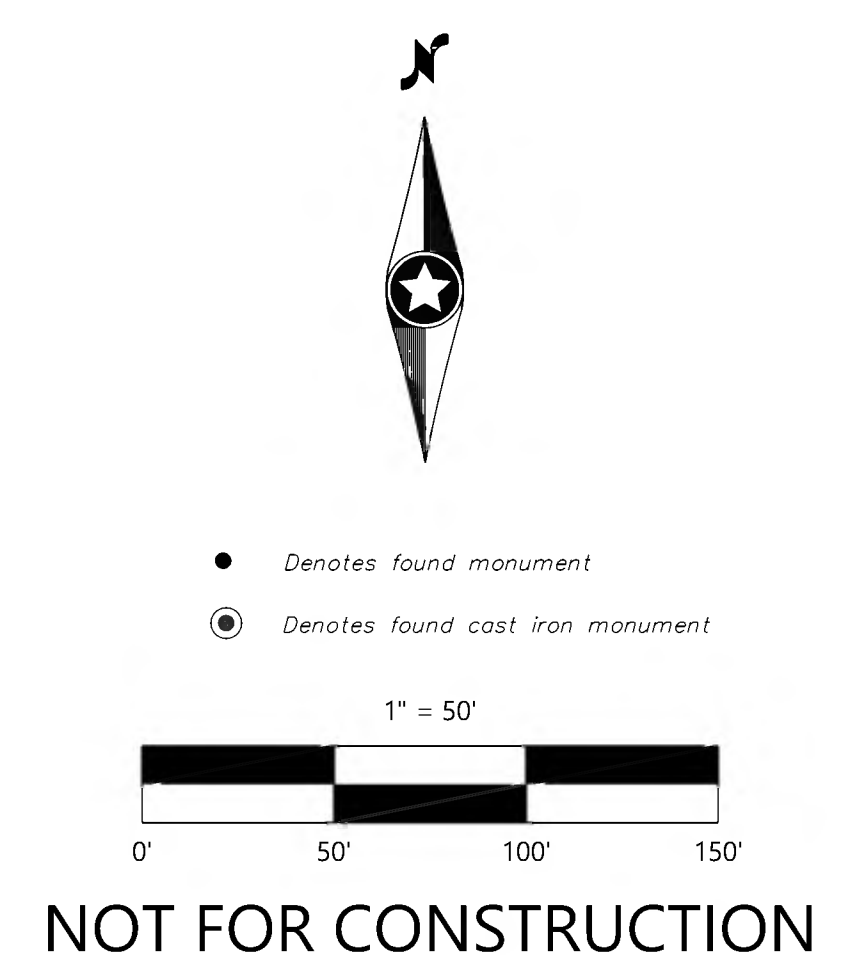 N
Denotes found monument
Denotes found cast iron monument
1" = 50'
0' 50' 100' 150'
NOT FOR CONSTRUCTION